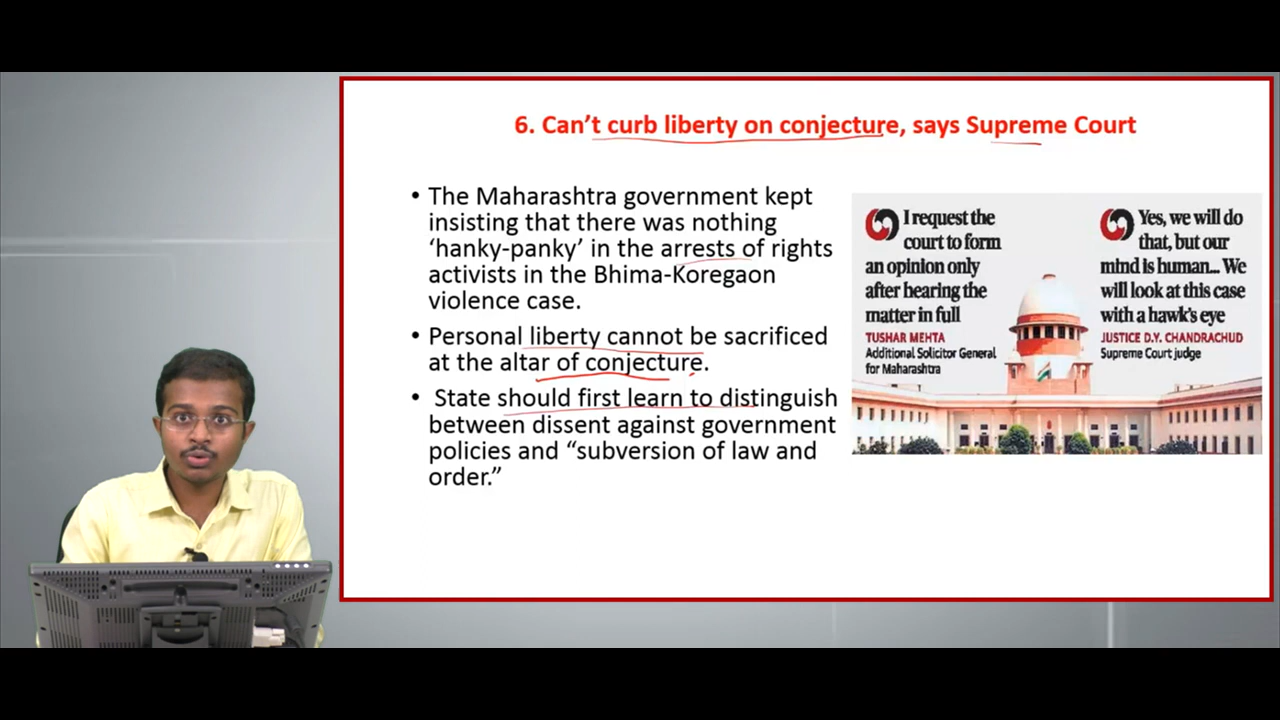 6. Can’t curb liberty on conjecture, says Supreme Court
• The Maharashtra government kept
insisting that there was nothing
‘hanky-panky’ in the arrests of rights
activists in the Bhima-Koregaon
violence case.
• Personal liberty cannot be sacrificed
at the altar of conjecture.
• State should first learn to distinguish
between dissent against government
policies and “subversion of law and
order.”
I request the
court to form
an opinion only
after hearing the
matter in full
TUSHAR MEHTA
Additional Solicitor General
for Maharashtra
Yes, we will do
that, but our
mind is human... We
will look at this case
with a hawk’s eye
JUSTICE D.Y. CHANDRACHUD
Supreme Court judge